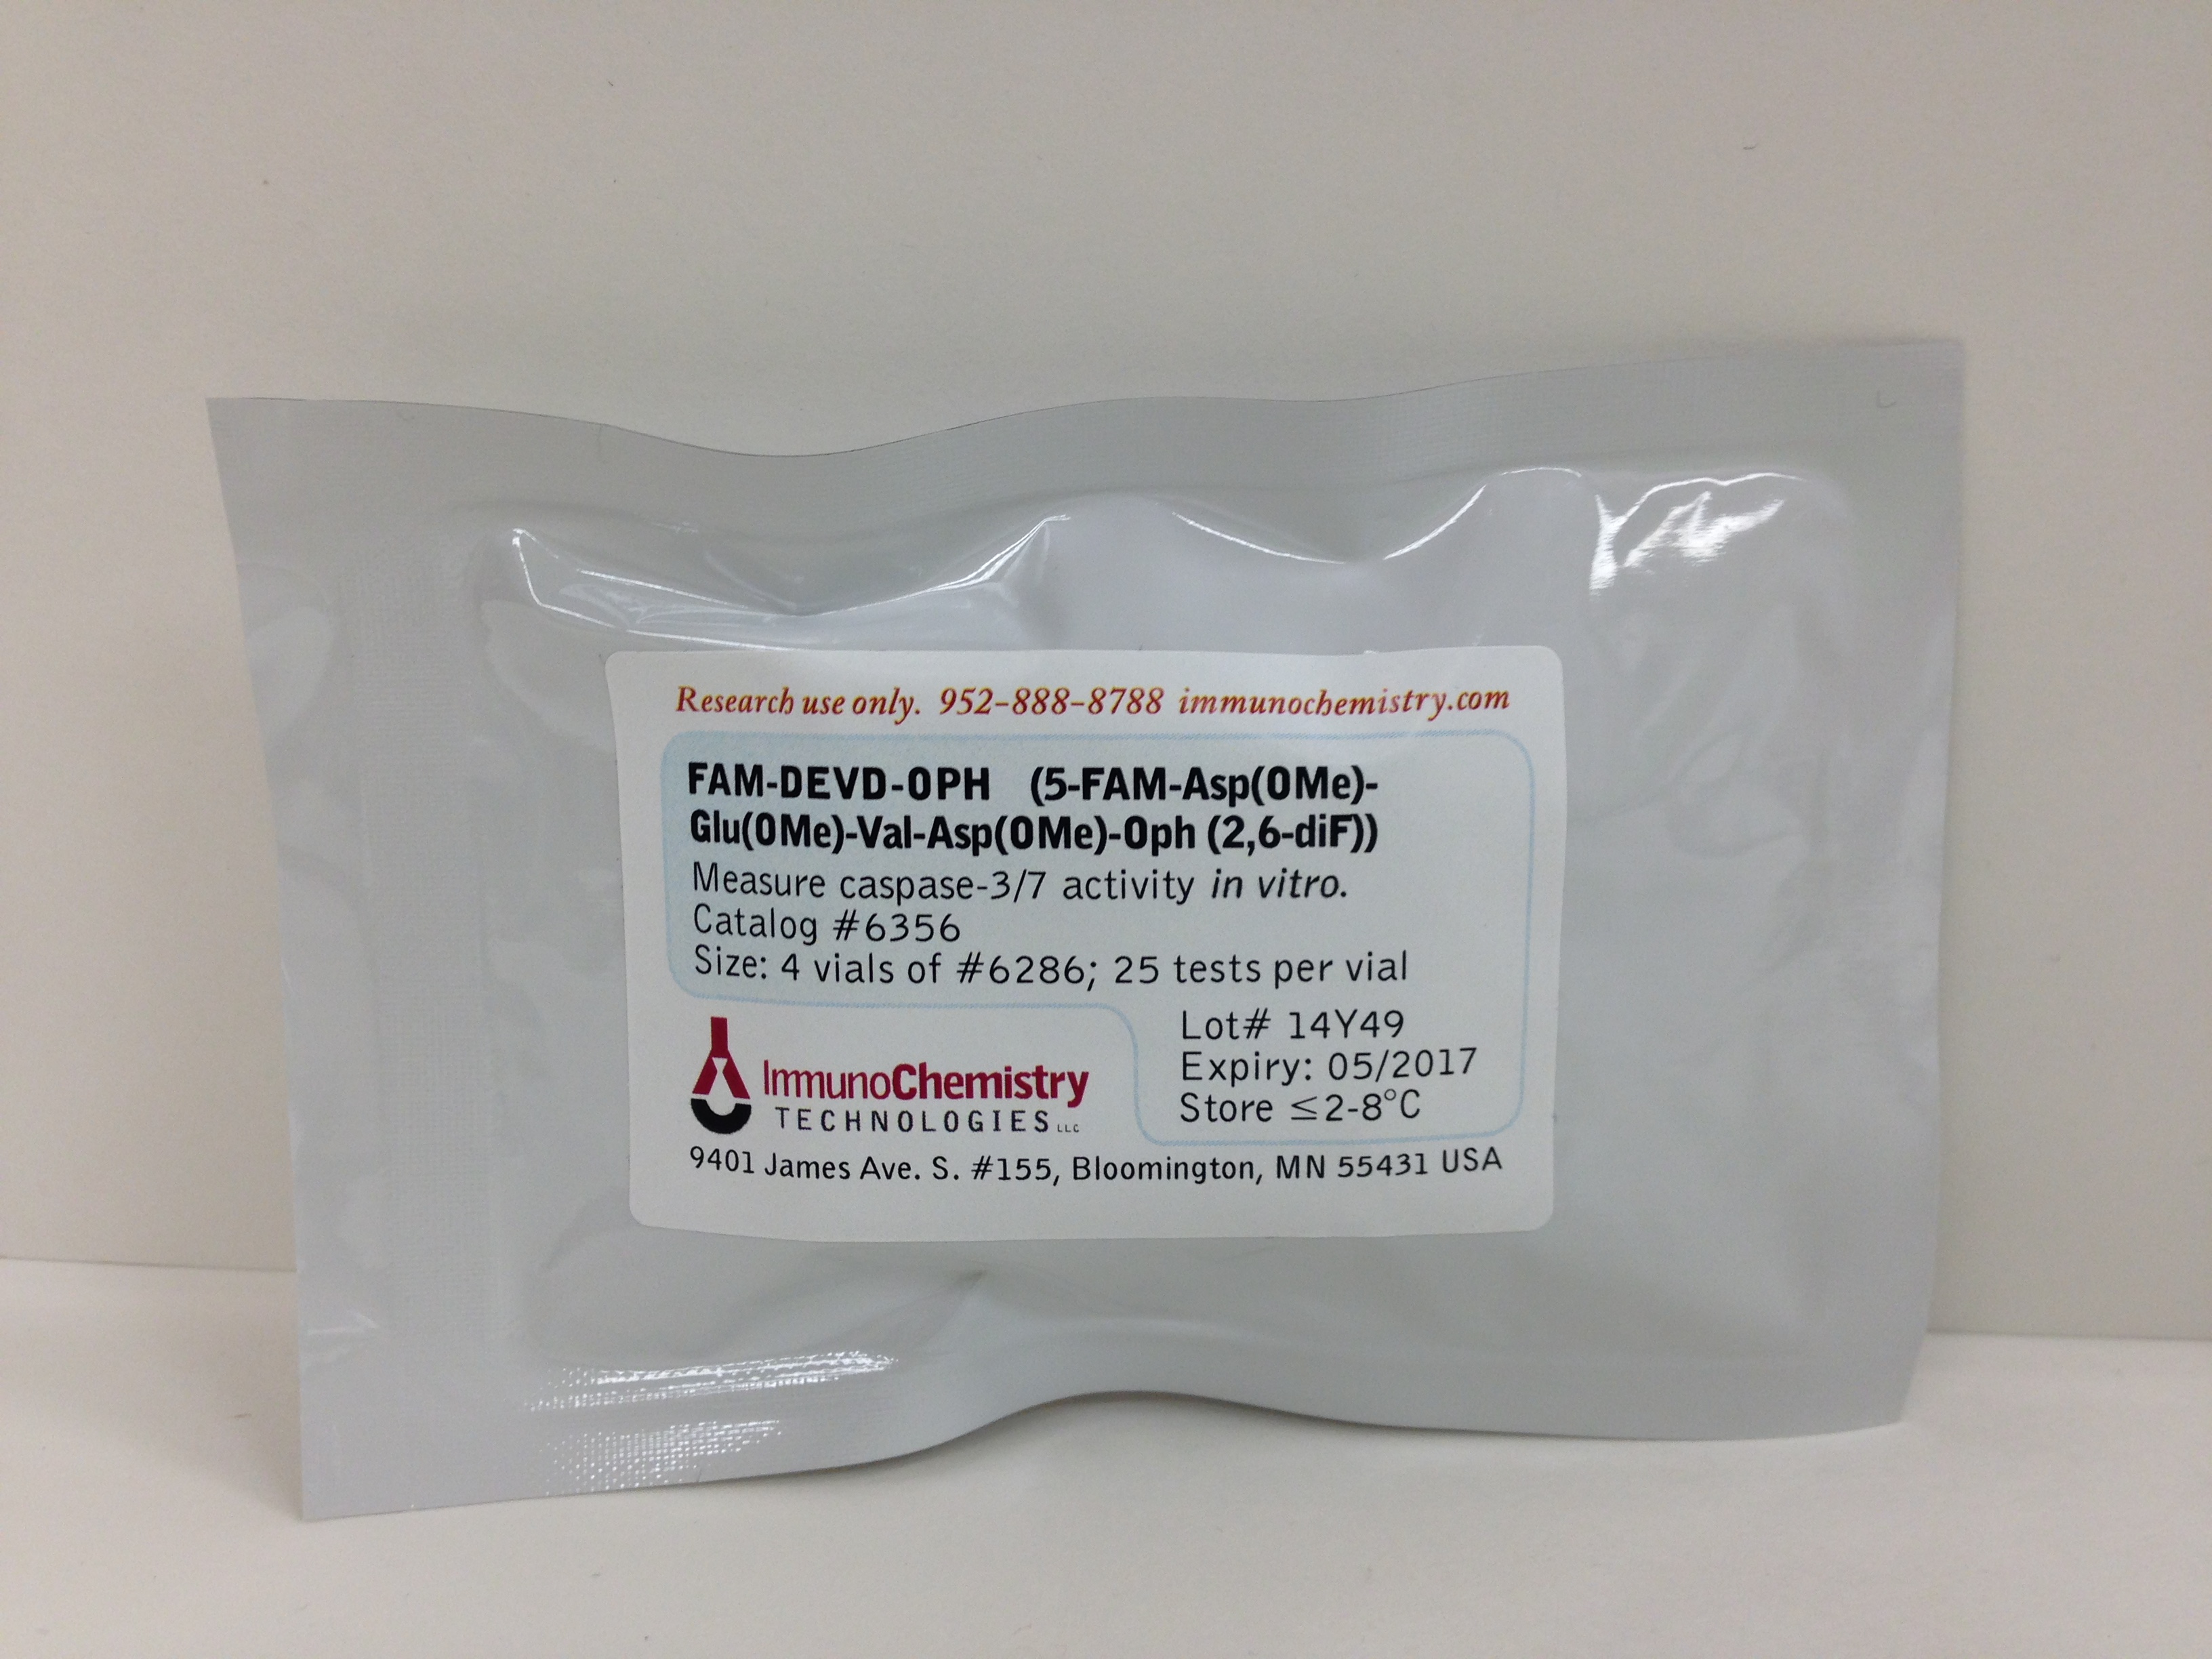 Research use only. 952-888-8788 immunochemistry.com
FAM-DEVD-OPH (5-FAM-Asp(OMe)-
Glu(OMe)-Val-Asp(OMe)-Oph (2,6-diF))
Measure caspase-3/7 activity in vitro.
Catalog #6356
Size: 4 vials of #6286; 25 tests per vial
Lot# 14Y49
Expiry: 05/2017
Store ≤2-8°C
ImmunoChemistry
TECHNOLOGIES LLC
9401 James Ave. S. #155, Bloomington, MN 55431 USA